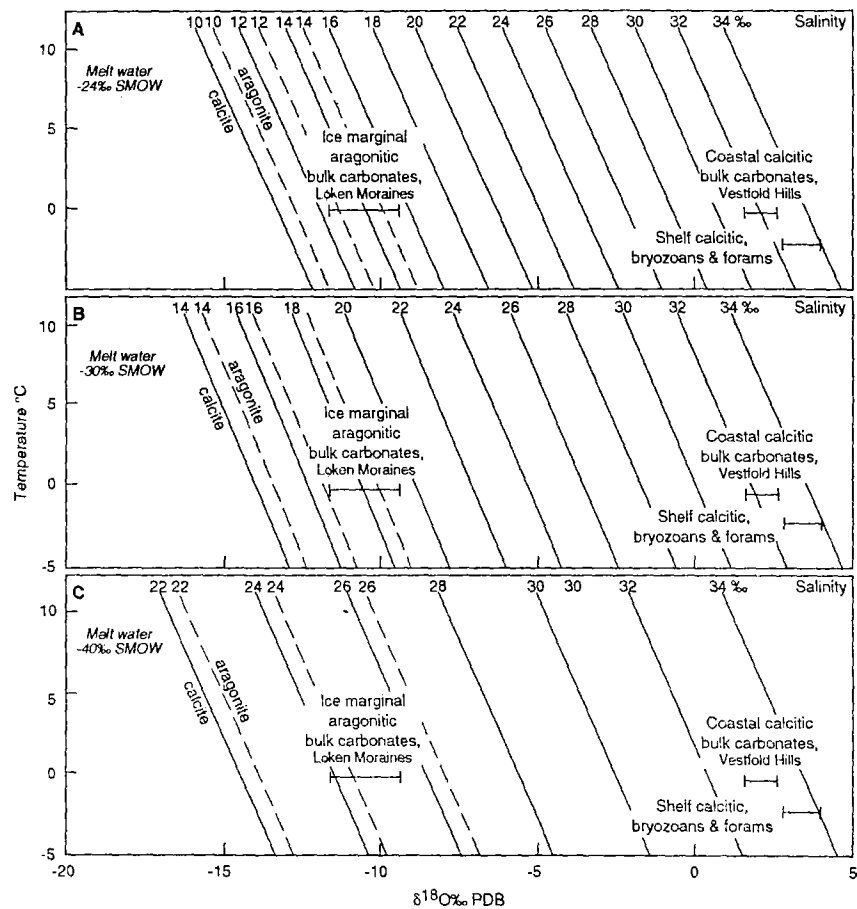 A
10 10 12 12 14 14 16 18 20 22 24 26 28 30 32 34 ‰ Salinity
10
Melt water
-24‰ SMOW
aragonite
calcite
5
Ice marginal
aragonitic
bulk carbonates,
Loken Moraines
Coastal calcitic
bulk carbonates,
Vestfold Hills
0
Shelf calcitic,
bryozoans & forams
B
14 14 16 16 18 20 22 24 26 28 30 32 34 ‰ Salinity
10
Melt water
-30‰ SMOW
aragonite
calcite
5
Ice marginal
aragonitic
bulk carbonates,
Loken Moraines
Coastal calcitic
bulk carbonates,
Vestfold Hills
0
Shelf calcitic,
bryozoans & forams
-5
Temperature °C
C
22 22 24 24 26 26 28 30 30 32 34 ‰ Salinity
10
Melt water
-40‰ SMOW
aragonite
calcite
5
Ice marginal
aragonitic
bulk carbonates,
Loken Moraines
Coastal calcitic
bulk carbonates,
Vestfold Hills
0
Shelf calcitic,
bryozoans & forams
-5
-20 -15 -10 -5 0 5
δ18O‰ PDB